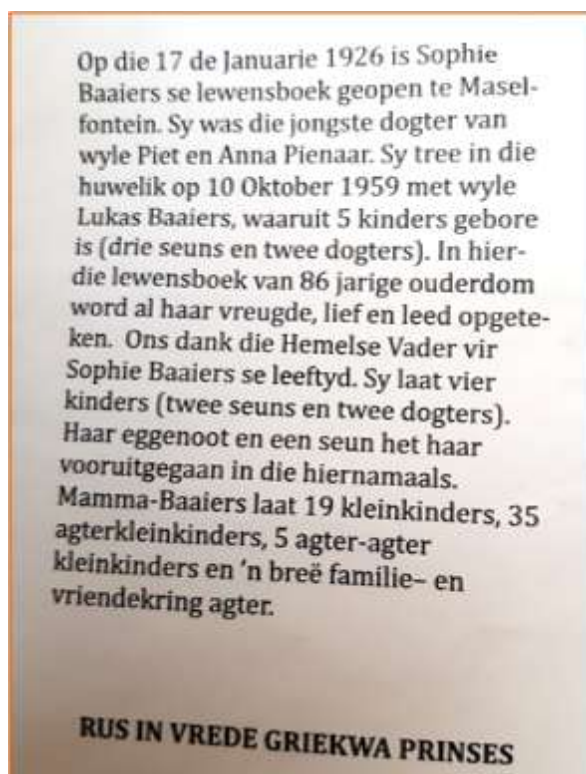 Op die 17 de Januarie 1926 is Sophie
Baaiers se lewensboek geopen te Masel-
fontein. Sy was die jongste dogter van
wyle Piet en Anna Pienaar. Sy tree in die
huwelik op 10 Oktober 1959 met wyle
Lukas Baaiers, waaruit 5 kinders gebore
is (drie seuns en twee dogters). In hier-
die lewensboek van 86 jarige ouderdom
word al haar vreugde, lief en leed opgete-
ken. Ons dank die Hemelse Vader vir
Sophie Baaiers se leeftyd. Sy laat vier
kinders (twee seuns en twee dogters).
Haar eggenoot en een seun het haar
vooruitgegaan in die hiernamaals.
Mamma-Baaiers laat 19 kleinkinders, 35
agterkleinkinders, 5 agter-agter
kleinkinders en 'n breë familie– en
vriendekring agter.
RUS IN VREDE GRIEKWA PRINSES